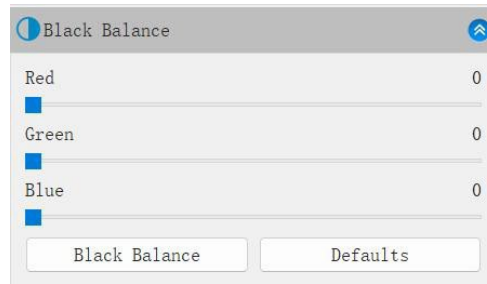 Black Balance
Red 0
Green 0
Blue 0
Black Balance Defaults